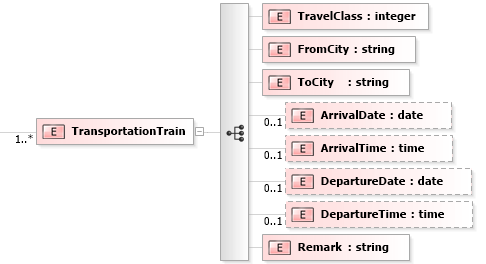 E TravelClass : integer
E FromCity : string
E ToCity : string
0..1 E ArrivalDate : date
1..* E TransportationTrain
0..1 E ArrivalTime : time
0..1 E DepartureDate : date
0..1 E DepartureTime : time
E Remark : string